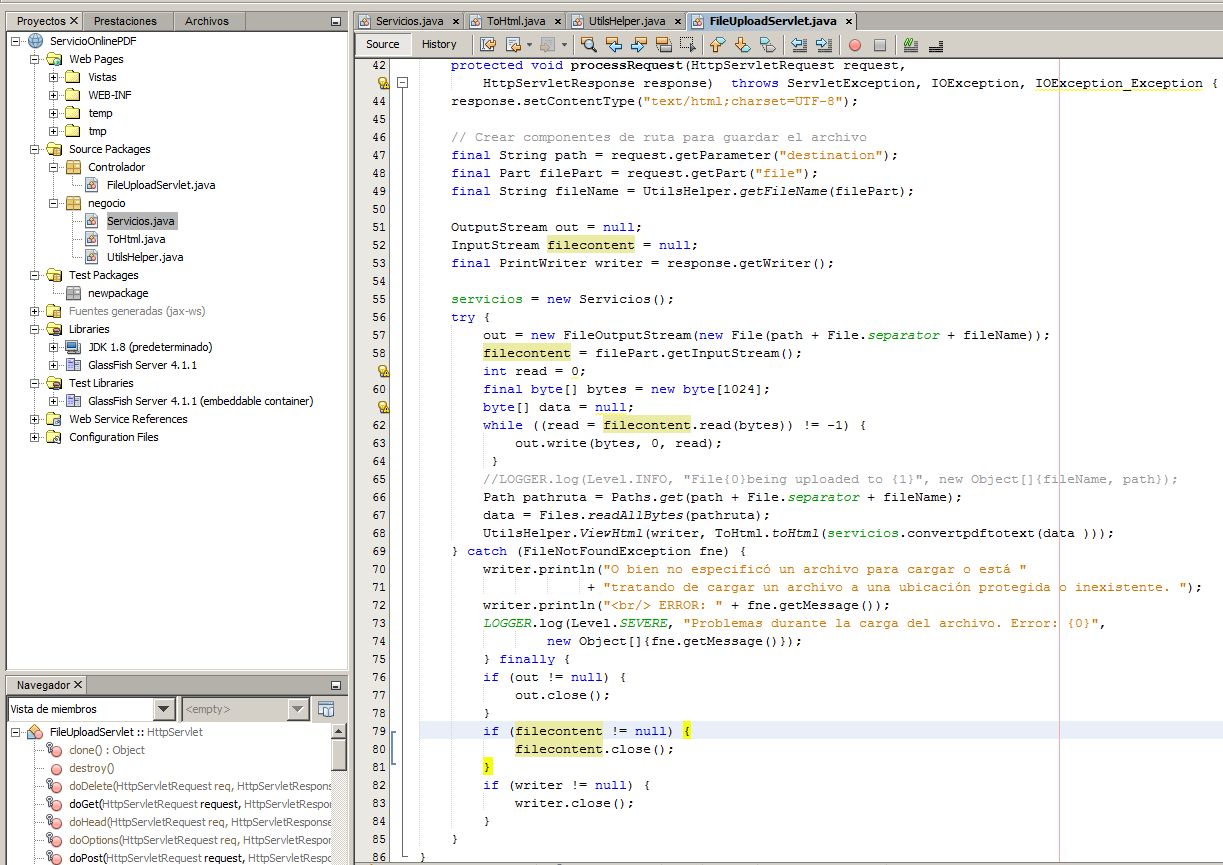 Proyectos
Prestaciones
Archivos
ServicioOnlinePDF
Web Pages
Vistas
WEB-INF
temp
tmp
Source Packages
Controlador
FileUploadServlet.java
negocio
Servicios.java
ToHtml.java
UtilsHelper.java
Test Packages
newpackage
Fuentes generadas (jax-ws)
Libraries
JDK 1.8 (predeterminado)
GlassFish Server 4.1.1
Test Libraries
GlassFish Server 4.1.1 (embeddable container)
Web Service References
Configuration Files
Navegador
Vista de miembros
<empty>
FileUploadServlet :: HttpServlet
clone() : Object
destroy()
doDelete(HttpServletRequest req, HttpServletRespons
doGet(HttpServletRequest request, HttpServletRespo
doHead(HttpServletRequest req, HttpServletResponse
doOptions(HttpServletRequest req, HttpServletRespor
doPost(HttpServletRequest request, HttpServletRespo
Servicios.java
ToHtml.java
UtilsHelper.java
FileUploadServlet.java
Source
History
42 protected void processRequest(HttpServletRequest request,
HttpServletResponse response)  throws ServletException, IOException, IOException_Exception {
44 response.setContentType("text/html;charset=UTF-8");
45
46 // Crear componentes de ruta para guardar el archivo
47 final String path = request.getParameter("destination");
48 final Part filePart = request.getPart("file");
49 final String fileName = UtilsHelper.getFileName(filePart);
50
51 OutputStream out = null;
52 InputStream filecontent = null;
53 final PrintWriter writer = response.getWriter();
54
55 servicios = new Servicios();
56 try {
57 out = new FileOutputStream(new File(path + File.separator + fileName));
58 filecontent = filePart.getInputStream();
int read = 0;
60 final byte[] bytes = new byte[1024];
byte[] data = null;
62 while ((read = filecontent.read(bytes)) != -1) {
63 out.write(bytes, 0, read);
64 }
65 //LOGGER.log(Level.INFO, "File{0}being uploaded to {1}", new Object[]{fileName, path});
66 Path pathruta = Paths.get(path + File.separator + fileName);
67 data = Files.readAllBytes(pathruta);
68 UtilsHelper.ViewHtml(writer, ToHtml.toHtml(servicios.convertpdftotext(data )));
69 } catch (FileNotFoundException fne) {
70 writer.println("O bien no especificó un archivo para cargar o está "
71 + "tratando de cargar un archivo a una ubicación protegida o inexistente. ");
72 writer.println("<br/> ERROR: " + fne.getMessage());
73 LOGGER.log(Level.SEVERE, "Problemas durante la carga del archivo. Error: {0}",
74 new Object[]{fne.getMessage()});
75 } finally {
76 if (out != null) {
77 out.close();
78 }
79 if (filecontent != null) {
80 filecontent.close();
81 }
82 if (writer != null) {
83 writer.close();
84 }
85 }
86 }